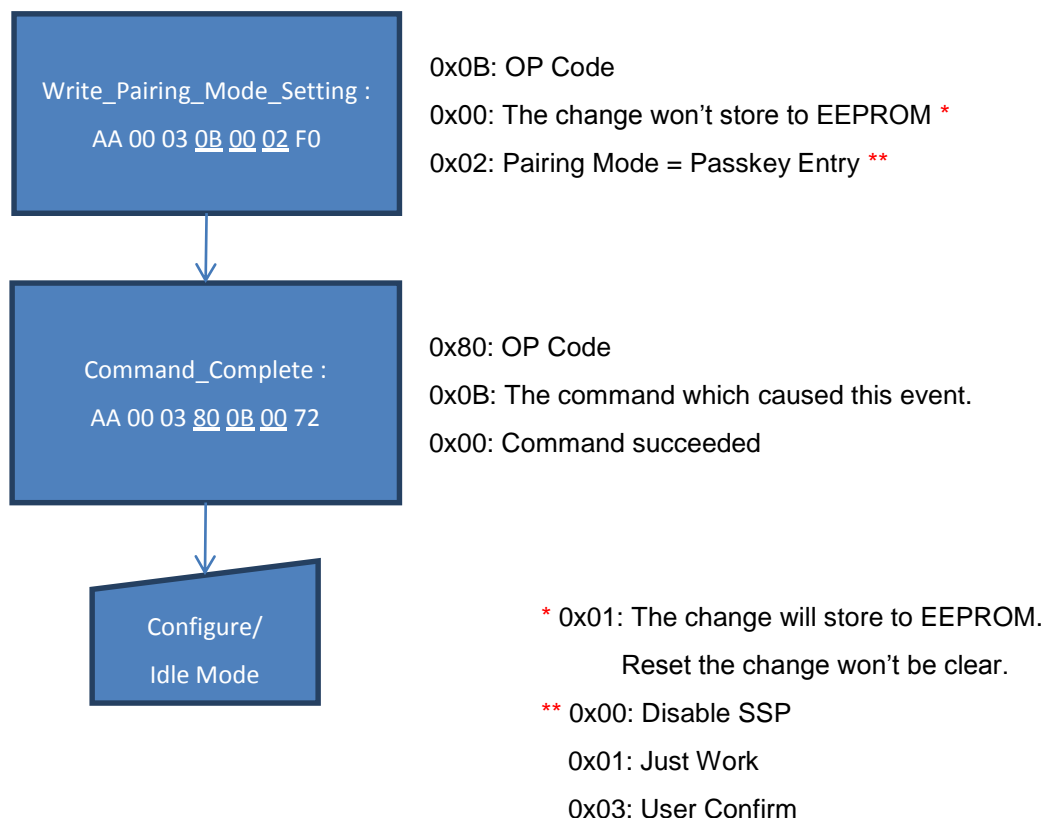 Write_Pairing_Mode_Setting :
AA 00 03 0B 00 02 F0
0x0B: OP Code
0x00: The change won’t store to EEPROM *
0x02: Pairing Mode = Passkey Entry **
Command_Complete :
AA 00 03 80 0B 00 72
0x80: OP Code
0x0B: The command which caused this event.
0x00: Command succeeded
Configure/
Idle Mode
* 0x01: The change will store to EEPROM.
Reset the change won’t be clear.
** 0x00: Disable SSP
0x01: Just Work
0x03: User Confirm